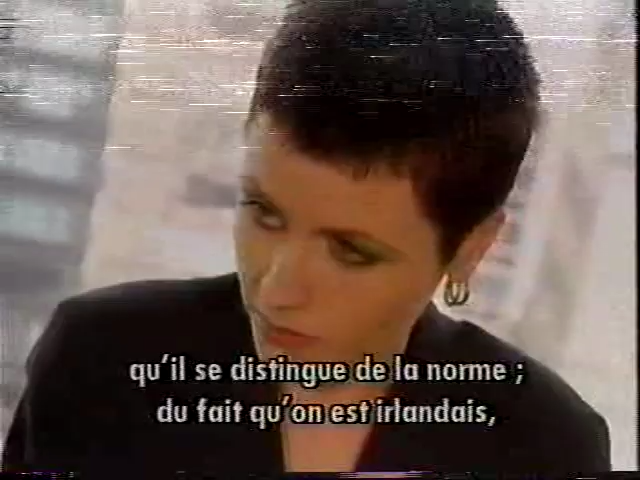 qu'il se distingue de la norme ;
du fait qu'on est irlandais,